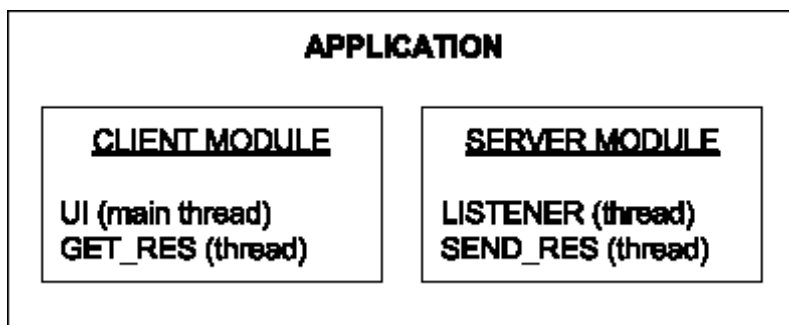 APPLICATION
CLIENT MODULE
UI (main thread)
GET_RES (thread)
SERVER MODULE
LISTENER (thread)
SEND_RES (thread)